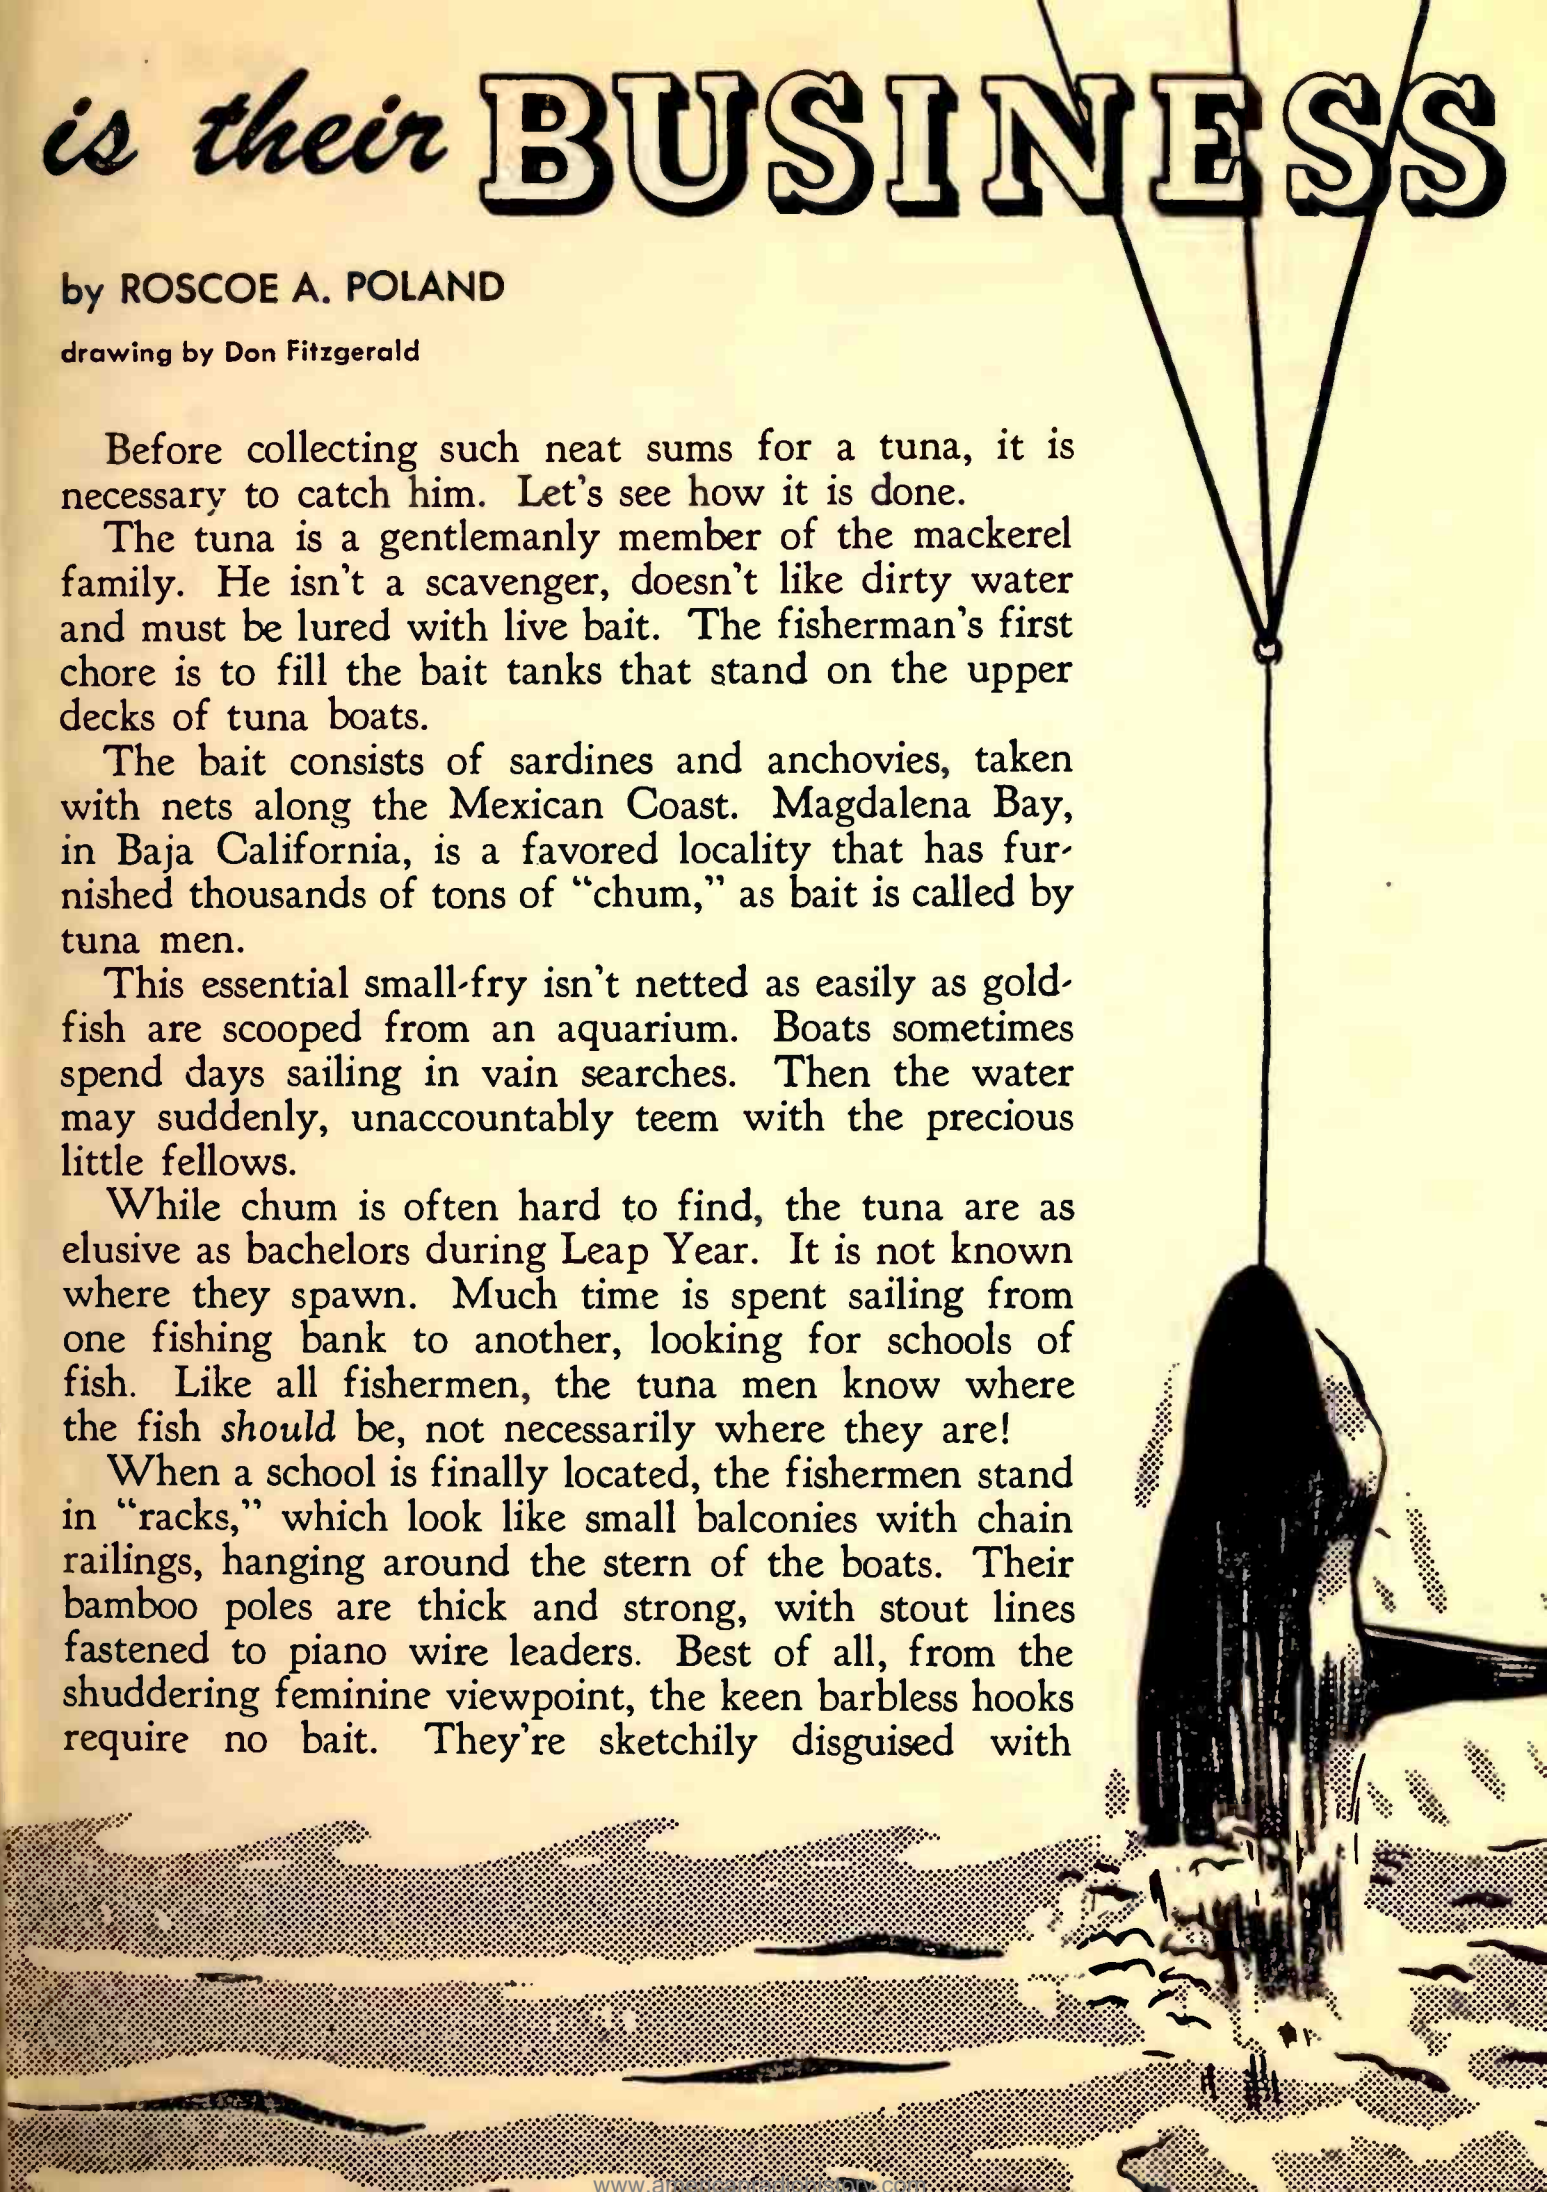 is their BUSINESS
by ROSCOE A. POLAND
drawing by Don Fitzgerald
Before collecting such neat sums for a tuna, it is
necessary to catch him. Let's see how it is done.
The tuna is a gentlemanly member of the mackerel
family. He isn't a scavenger, doesn't like dirty water
and must be lured with live bait. The fisherman's first
chore is to fill the bait tanks that stand on the upper
decks of tuna boats.
The bait consists of sardines and anchovies, taken
with nets along the Mexican Coast. Magdalena Bay,
in Baja California, is a favored locality that has fur-
nished thousands of tons of “chum,” as bait is called by
tuna men.
This essential small-fry isn't netted as easily as gold-
fish are scooped from an aquarium. Boats sometimes
spend days sailing in vain searches. Then the water
may suddenly, unaccountably teem with the precious
little fellows.
While chum is often hard to find, the tuna are as
elusive as bachelors during Leap Year. It is not known
where they spawn. Much time is spent sailing from
one fishing bank to another, looking for schools of
fish. Like all fishermen, the tuna men know where
the fish should be, not necessarily where they are!
When a school is finally located, the fishermen stand
in “racks,” which look like small balconies with chain
railings, hanging around the stern of the boats. Their
bamboo poles are thick and strong, with stout lines
fastened to piano wire leaders. Best of all, from the
shuddering feminine viewpoint, the keen barbless hooks
require no bait. They're sketchily disguised with
www.americanradiohistory.com